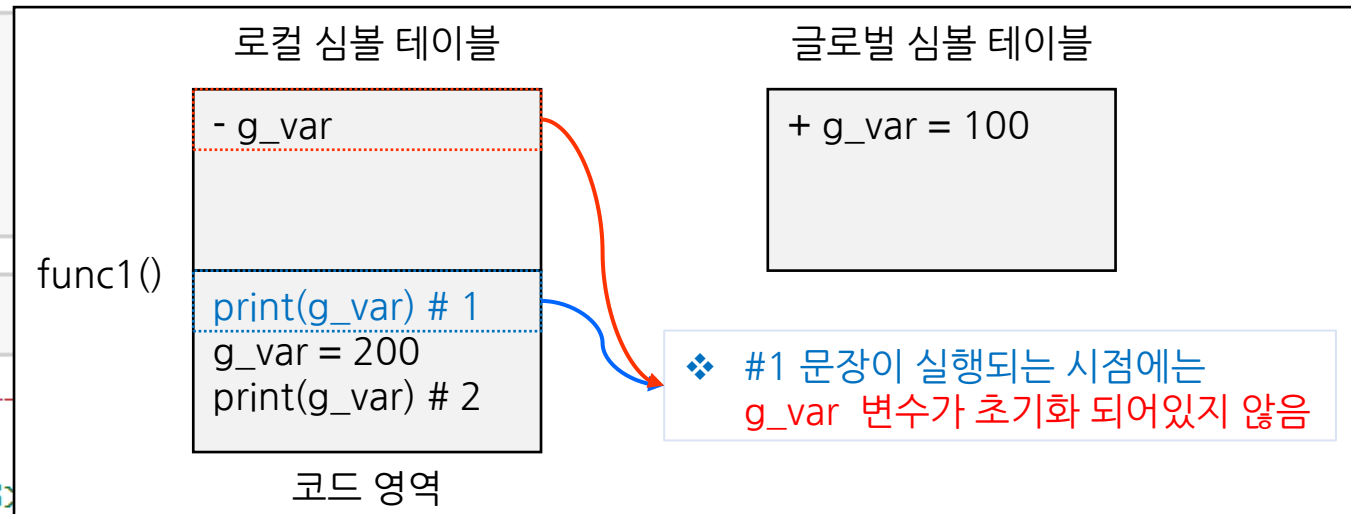 로컬 심볼 테이블
글로벌 심볼 테이블
- g_var
+ g_var = 100
func1()
print(g_var) # 1
g_var = 200
print(g_var) # 2
❖ #1 문장이 실행되는 시점에는
g_var 변수가 초기화 되어있지 않음
코드 영역